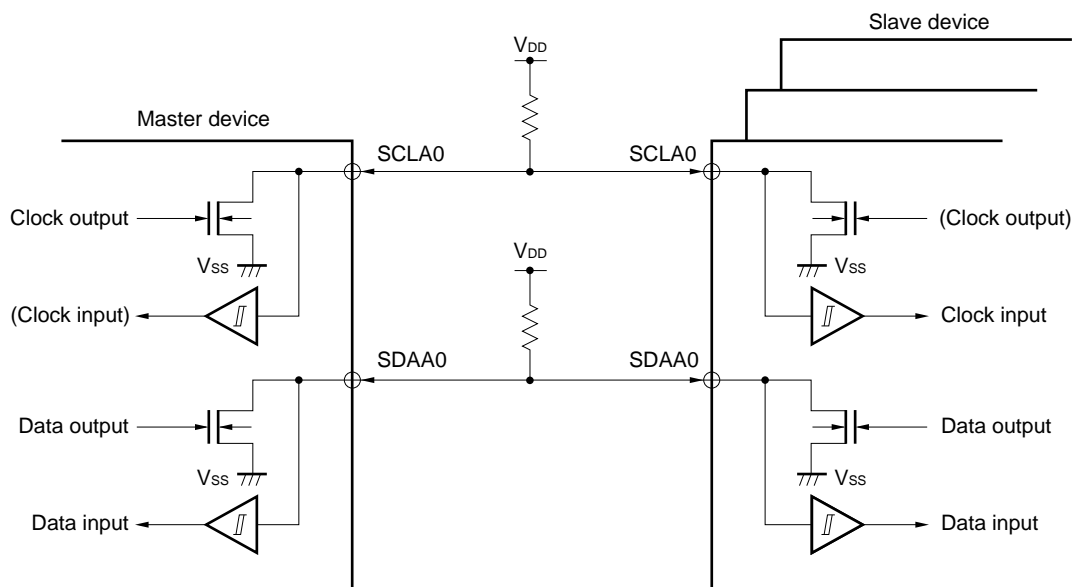 Slave device
VDD
Master device
SCLA0 SCLA0
Clock output (Clock output)
VSS VSS
VDD
(Clock input) Clock input
SDAA0 SDAA0
Data output Data output
VSS VSS
Data input Data input